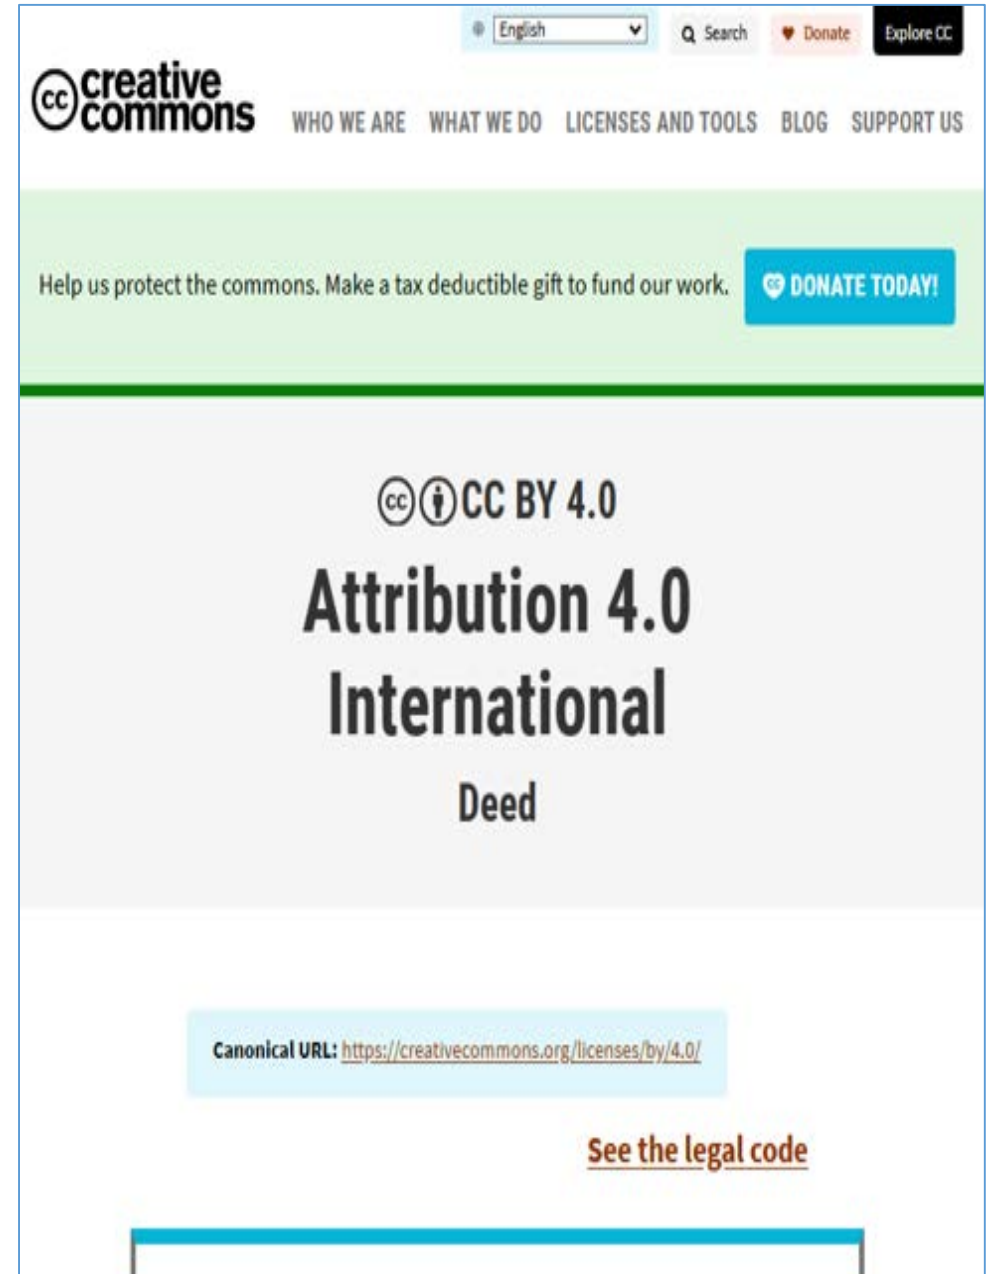 English
Search
Donate
Explore CC
cc creative
commons
WHO WE ARE WHAT WE DO LICENSES AND TOOLS BLOG SUPPORT US
Help us protect the commons. Make a tax deductible gift to fund our work.
DONATE TODAY!
cc CC BY 4.0
Attribution 4.0
International
Deed
Canonical URL: https://creativecommons.org/licenses/by/4.0/
See the legal code